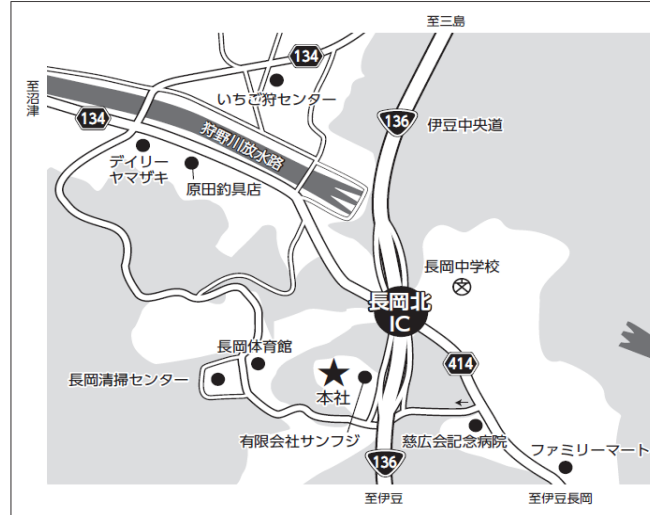 至三島
134
いちご狩センター
至沼津
134
136
伊豆中央道
狩野川放水路
デイリー
ヤマザキ
原田釣具店
長岡中学校
文
長岡北
IC
長岡体育館
414
長岡清掃センター
本社
有限会社サンフジ
慈広会記念病院
136
ファミリーマート
至伊豆
至伊豆長岡